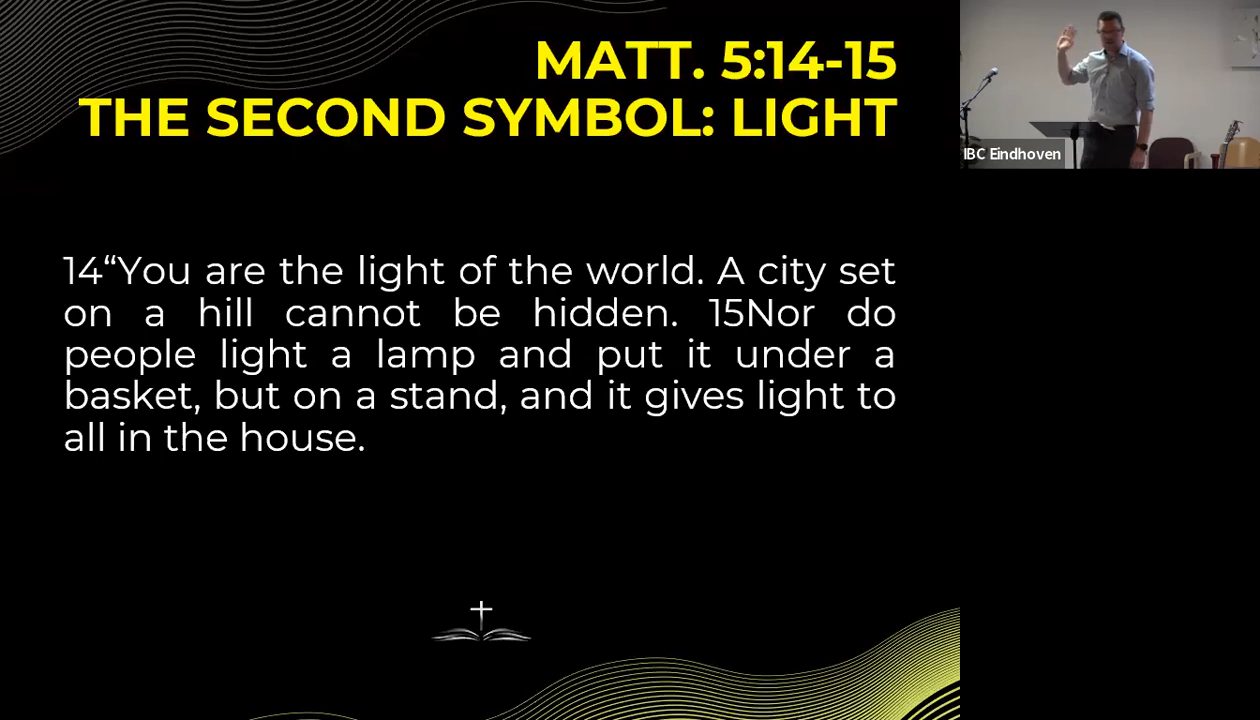 MATT. 5:14-15
THE SECOND SYMBOL: LIGHT
IBC Eindhoven
14“You are the light of the world. A city set
on a hill cannot be hidden. 15Nor do
people light a lamp and put it under a
basket, but on a stand, and it gives light to
all in the house.